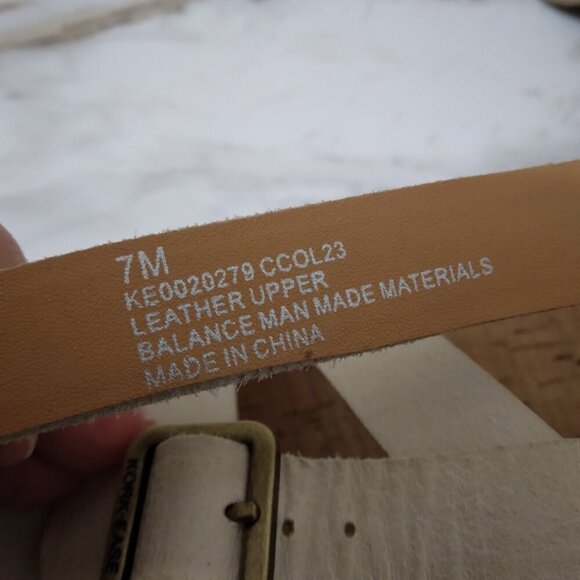 7M
KE0020279 CCOL23
LEATHER UPPER
BALANCE MAN MADE MATERIALS
MADE IN CHINA
KORK-EASE